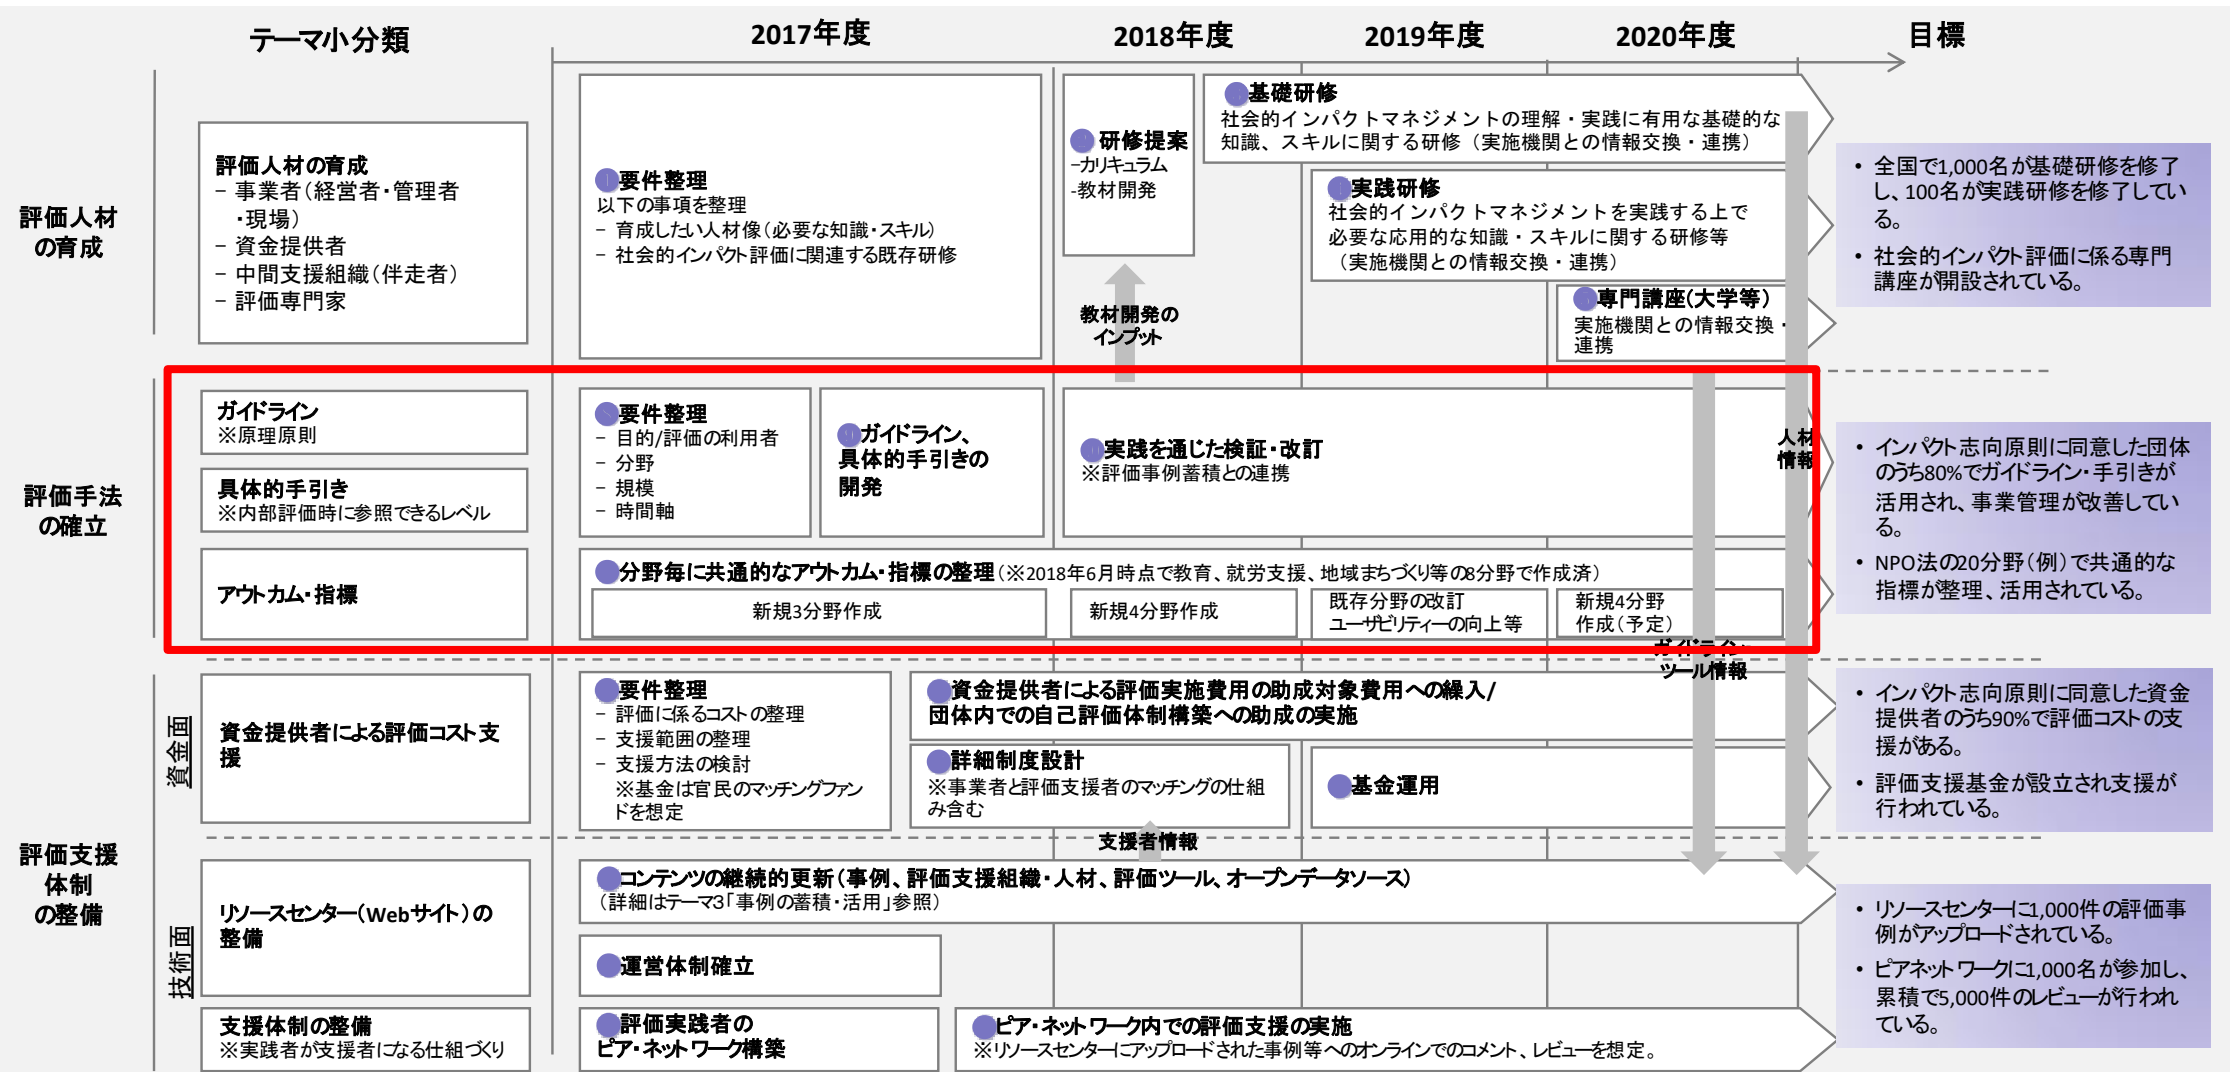 テーマ小分類
2017年度
2018年度
2019年度
2020年度
目標
評価人材
の育成
評価人材の育成
− 事業者（経営者・管理者
・現場）
− 資金提供者
− 中間支援組織（伴走者）
− 評価専門家
要件整理
以下の事項を整理
− 育成したい人材像（必要な知識・スキル）
− 社会的インパクト評価に関連する既存研修
研修提案
−カリキュラム
-教材開発
基礎研修
社会的インパクトマネジメントの理解・実践に有用な基礎的な
知識、スキルに関する研修（実施機関との情報交換・連携）
実践研修
社会的インパクトマネジメントを実践する上で
必要な応用的な知識・スキルに関する研修等
（実施機関との情報交換・連携）
専門講座（大学等）
実施機関との情報交換・
連携
教材開発の
インプット
• 全国で1,000名が基礎研修を修了
し、100名が実践研修を修了してい
る。
• 社会的インパクト評価に係る専門
講座が開設されている。
評価手法
の確立
ガイドライン
※原理原則
具体的手引き
※内部評価時に参照できるレベル
アウトカム・指標
要件整理
− 目的/評価の利用者
− 分野
− 規模
− 時間軸
ガイドライン、
具体的手引きの
開発
実践を通じた検証・改訂
※評価事例蓄積との連携
人材
情報
分野毎に共通的なアウトカム・指標の整理（※2018年6月時点で教育、就労支援、地域まちづくり等の8分野で作成済）
新規3分野作成
新規4分野作成
既存分野の改訂
ユーザビリティーの向上等
新規4分野
作成（予定）
ガイドライン・
ツール情報
• インパクト志向原則に同意した団体
のうち80%でガイドライン・手引きが
活用され、事業管理が改善してい
る。
• NPO法の20分野（例）で共通的な
指標が整理、活用されている。
評価支援
体制
の整備
資金面
資金提供者による評価コスト支
援
要件整理
− 評価に係るコストの整理
− 支援範囲の整理
− 支援方法の検討
※基金は官民のマッチングファン
ドを想定
資金提供者による評価実施費用の助成対象費用への繰入/
団体内での自己評価体制構築への助成の実施
詳細制度設計
※事業者と評価支援者のマッチングの仕組
み含む
基金運用
支援者情報
• インパクト志向原則に同意した資金
提供者のうち90%で評価コストの支
援がある。
• 評価支援基金が設立され支援が
行われている。
技術面
リソースセンター（Webサイト）の
整備
コンテンツの継続的更新（事例、評価支援組織・人材、評価ツール、オープンデータソース）
（詳細はテーマ3「事例の蓄積・活用」参照）
運営体制確立
支援体制の整備
※実践者が支援者になる仕組づくり
評価実践者の
ピア・ネットワーク構築
ピア・ネットワーク内での評価支援の実施
※リソースセンターにアップロードされた事例等へのオンラインでのコメント、レビューを想定。
• リソースセンターに1,000件の評価事
例がアップロードされている。
• ピアネットワークに1,000名が参加し、
累積で5,000件のレビューが行われ
ている。